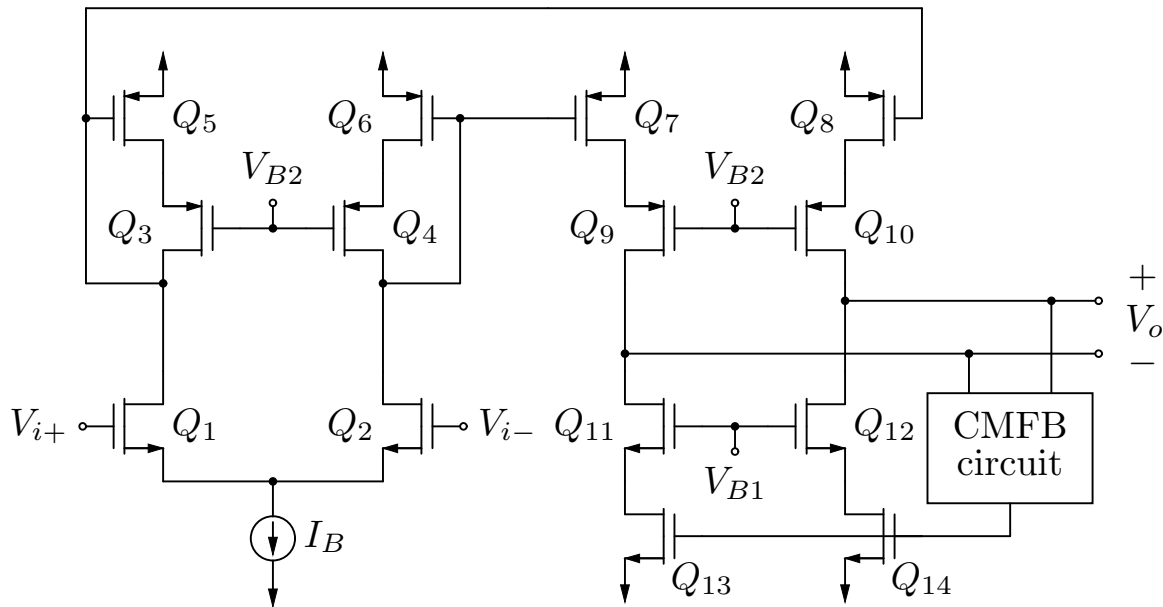 Q5
Q6
Q7
Q8
VB2
VB2
Q3
Q4
Q9
Q10
+
Vo
−
Vi+
Q1
Q2
Vi−
Q11
Q12
CMFB
circuit
VB1
IB
Q13
Q14